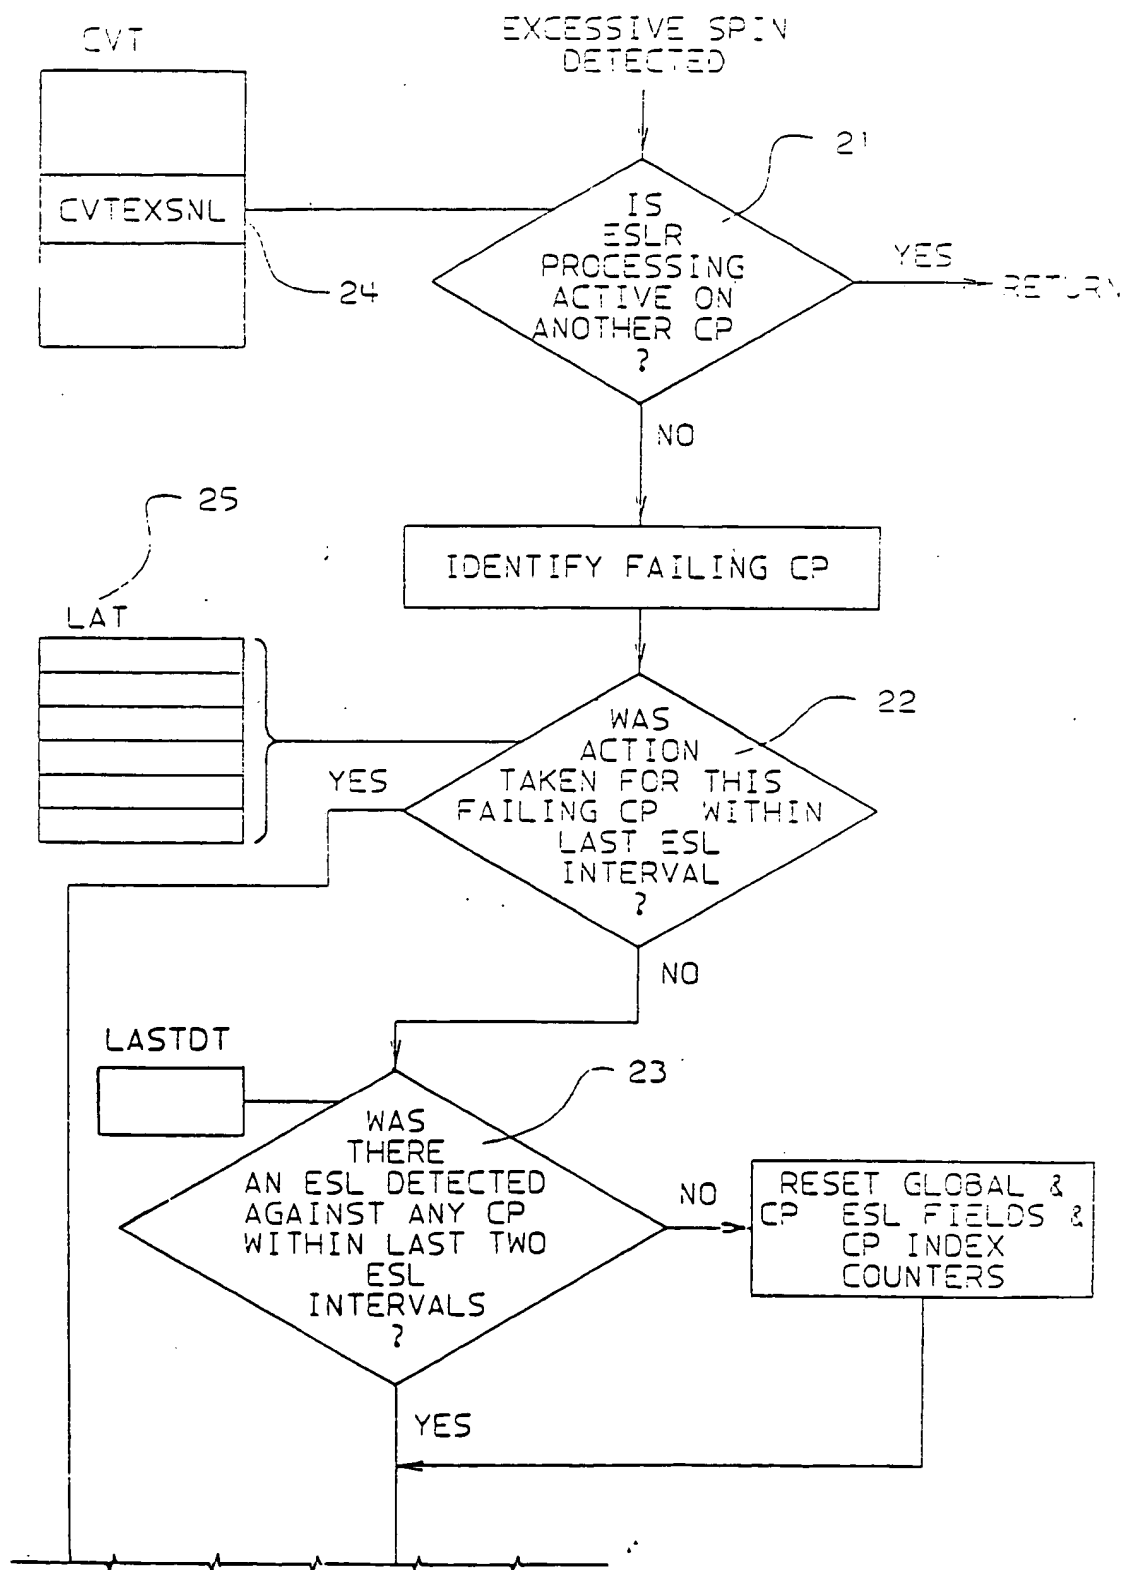 CVT
EXCESSIVE SPIN
DETECTED
21
CVTEXSNL
24
IS
ESLR
PROCESSING
ACTIVE ON
ANOTHER CP
?
YES
RETURN
NO
25
IDENTIFY FAILING CP
LAT
22
WAS
ACTION
TAKEN FOR THIS
FAILING CP WITHIN
LAST ESL
INTERVAL
?
YES
NO
LASTDT
23
WAS
THERE
AN ESL DETECTED
AGAINST ANY CP
WITHIN LAST TWO
ESL
INTERVALS
?
NO
RESET GLOBAL &
CP ESL FIELDS &
CP INDEX
COUNTERS
YES